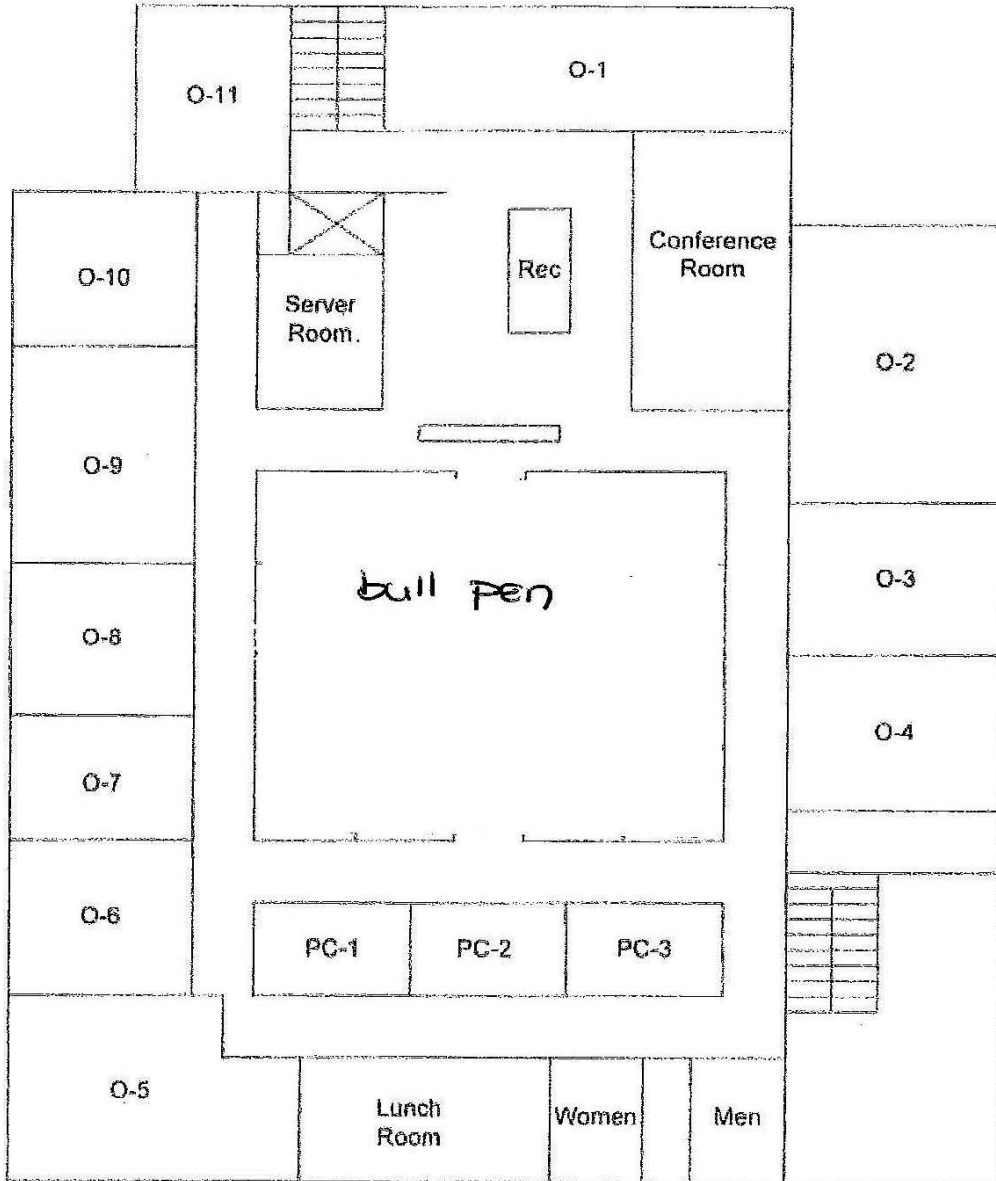 O-11
O-1
O-10
Server
Room.
Rec
Conference
Room
O-2
O-9
bull pen
O-3
O-8
O-4
O-7
O-6
PC-1
PC-2
PC-3
O-5
Lunch
Room
Women
Men